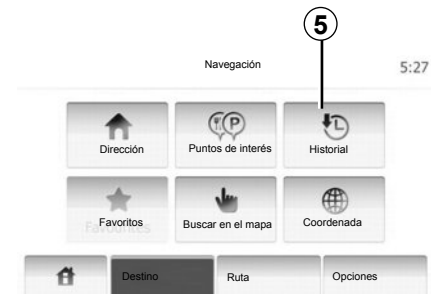 5
Navegación 5:27
Dirección Puntos de interés Historial
Favoritos Buscar en el mapa Coordenada
Destino Ruta Opciones